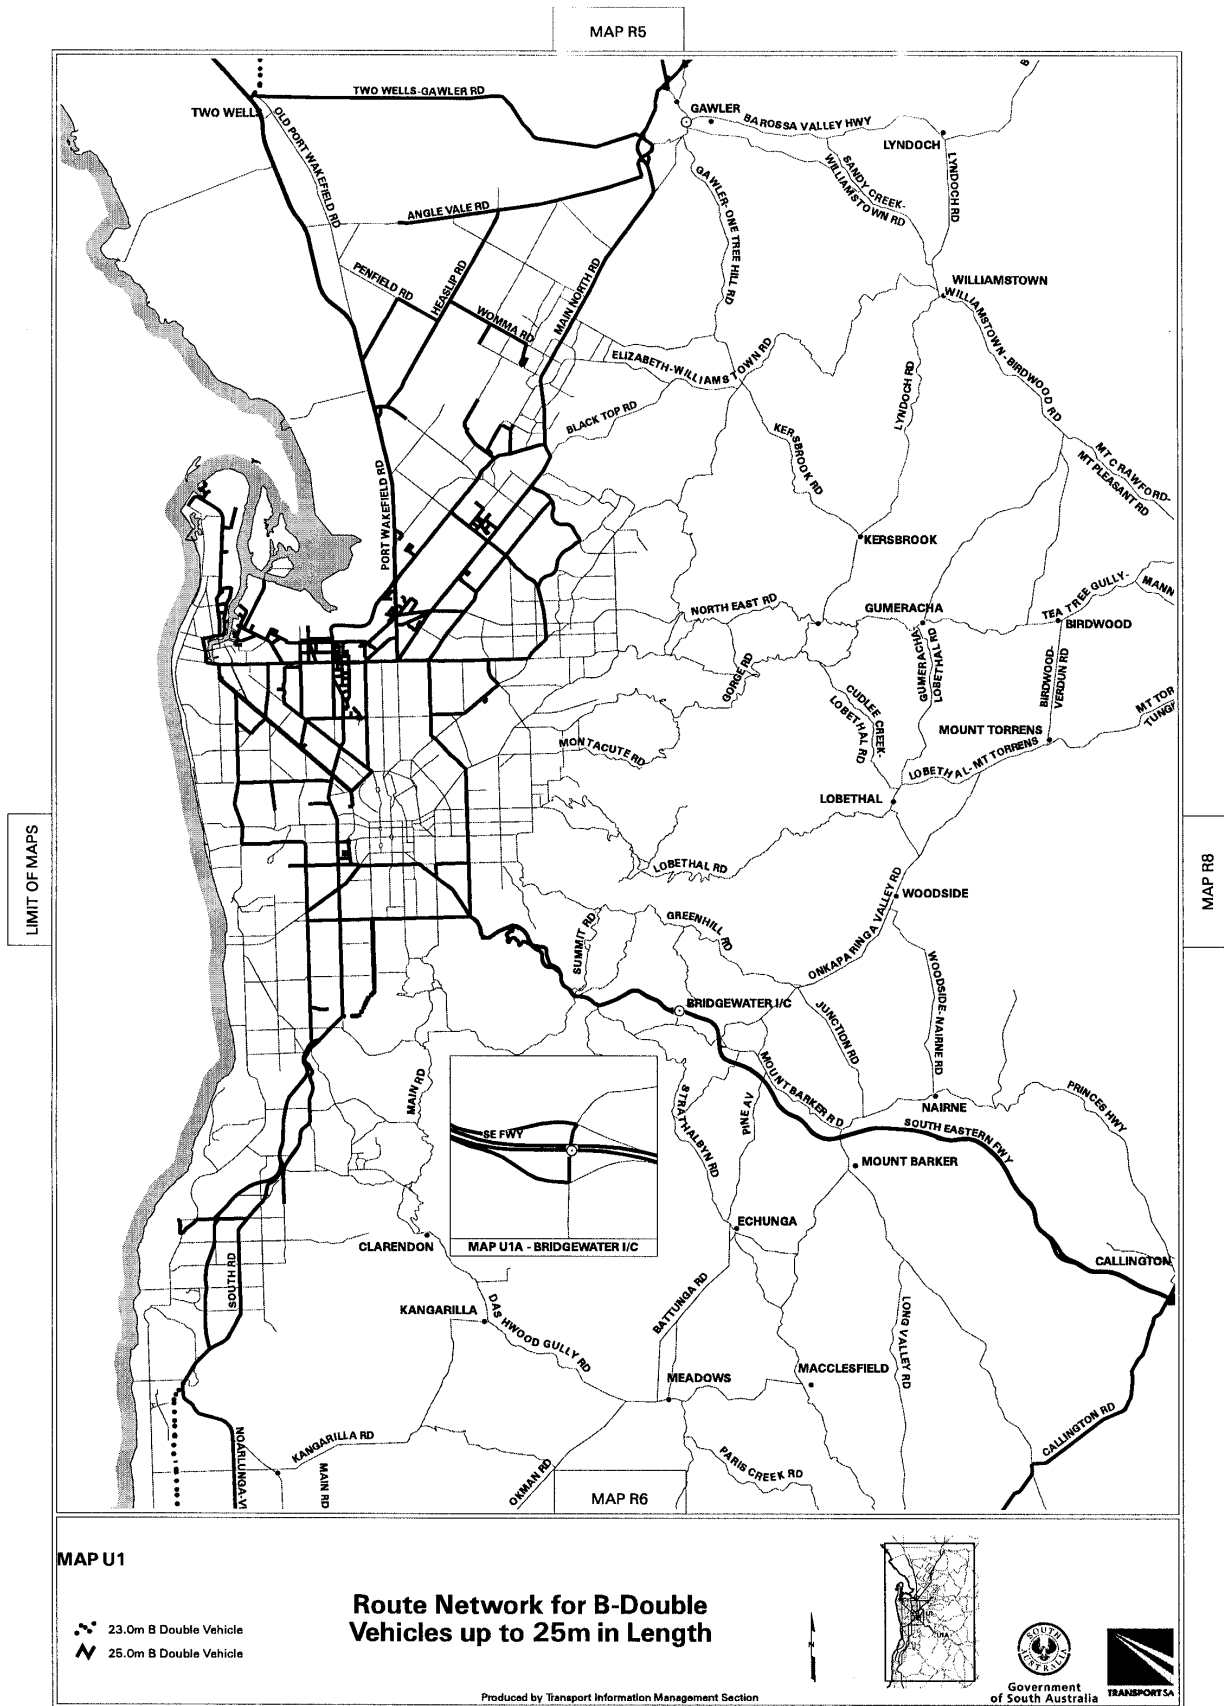 MAP R5
TWO WELLS
TWO WELLS-GAWLER RD
OLD PORT WAKEFIELD RD
GAWLER
BAROSSA VALLEY HWY
LYNDOCH
LYNDOCH RD
SANDY CREEK-
WILLIAMSTOWN RD
GAWLER-ONE TREE HILL RD
ANGLE VALE RD
PENFIELD RD
HEASLIP RD
WOMMA RD
MAIN NORTH RD
WILLIAMSTOWN
WILLIAMSTOWN-BIRDWOOD RD
ELIZABETH-WILLIAMSTOWN RD
LYNDOCH RD
BLACK TOP RD
KERSBROOK RD
MT CRAWFORD-
MT PLEASANT RD
PORT WAKEFIELD RD
KERSBROOK
NORTH EAST RD
GUMERACHA
TEA TREE GULLY-
MANN
BIRDWOOD
GUMERACHA-
LOBETHAL RD
BIRDWOOD-
VERDUN RD
GORGE RD
CUDLEE CREEK-
LOBETHAL RD
MT TOR
TUNGK
MOUNT TORRENS
LOBETHAL-MT TORRENS
MONTACUTE RD
LOBETHAL
LIMIT OF MAPS
MAP R8
LOBETHAL RD
WOODSIDE
ONKAPARINGA VALLEY RD
GREENHILL RD
SUMMIT RD
WOODSIDE-NAIRNE RD
BRIDGEWATER I/C
JUNCTION RD
MOUNT BARKER RD
MAIN RD
STRATHALBYN RD
PINE AV
NAIRNE
PRINCES HWY
SOUTH EASTERN FWY
SE FWY
MOUNT BARKER
MAP U1A - BRIDGEWATER I/C
CLARENDON
ECHUNGA
CALLINGTON
SOUTH RD
KANGARILLA
DASHWOOD GULLY RD
BATTUNGA RD
LONG VALLEY RD
MACCLESFIELD
MEADOWS
CALLINGTON RD
NOARLUNGA-VI
KANGARILLA RD
MAIN RD
OKMAN RD
PARIS CREEK RD
MAP R6
MAP U1
Route Network for B-Double
Vehicles up to 25m in Length
23.0m B Double Vehicle
25.0m B Double Vehicle
N
U1A
SOUTH
AUSTRALIA
Government
of South Australia
TRANSPORT SA
Produced by Transport Information Management Section